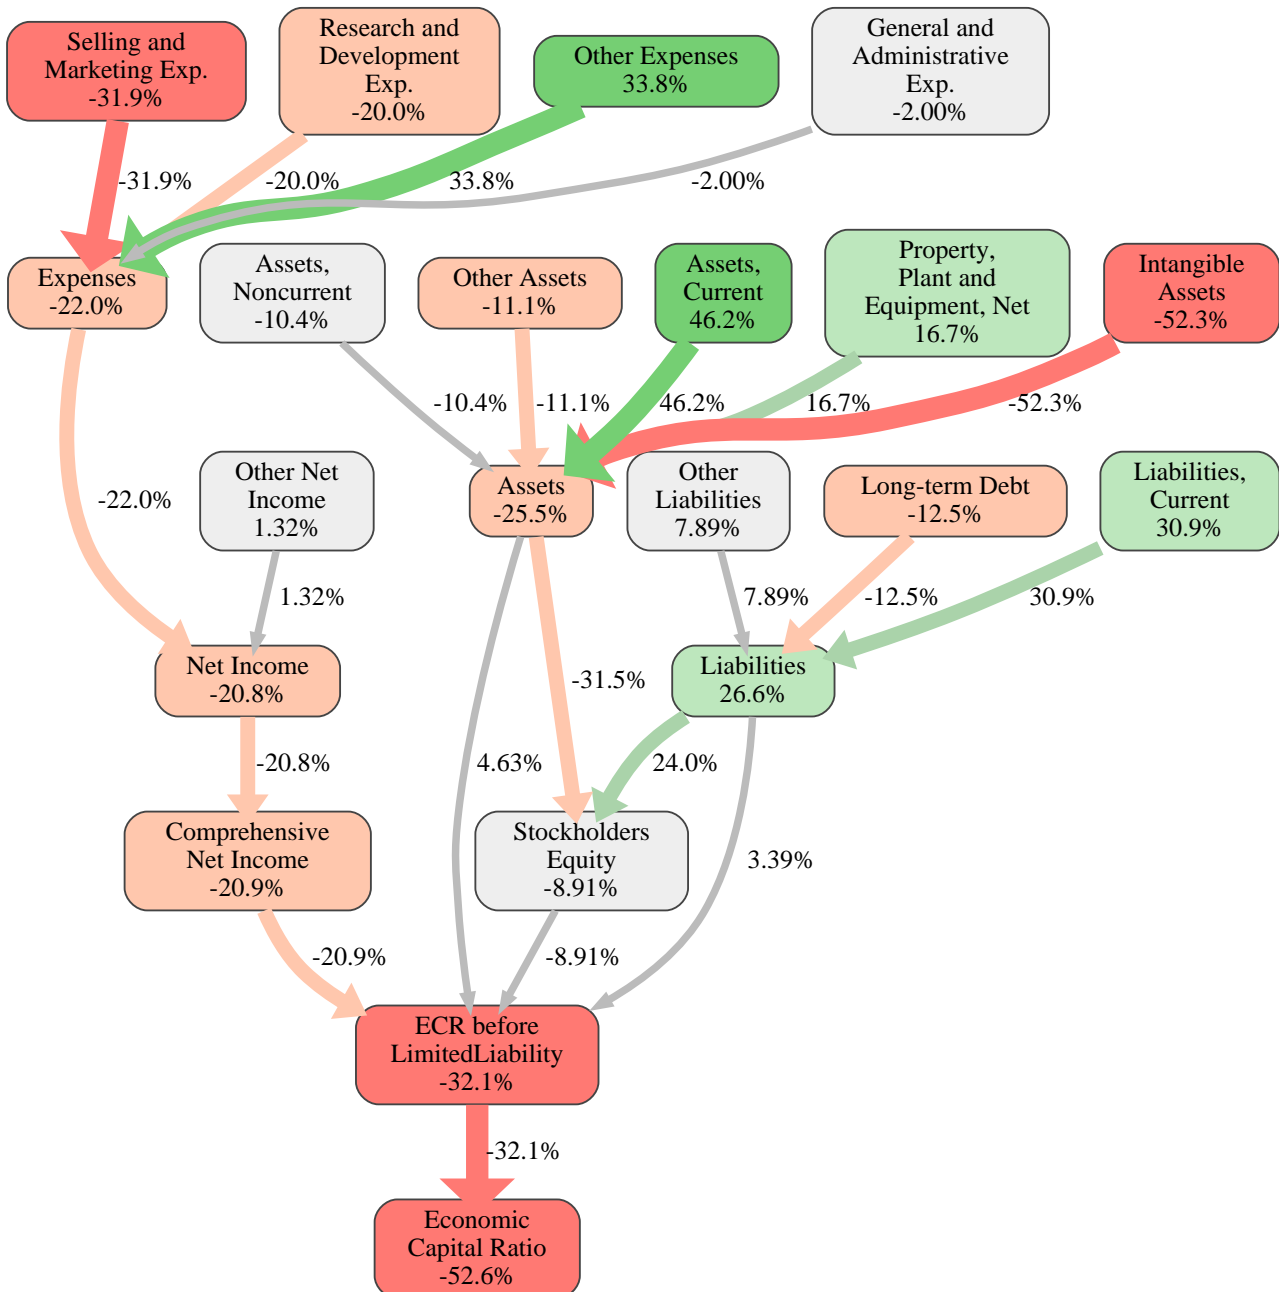 Selling and
Marketing Exp.
-31.9%
Research and
Development
Exp.
-20.0%
Other Expenses
33.8%
General and
Administrative
Exp.
-2.00%
-31.9%
-20.0%
33.8%
-2.00%
Expenses
-22.0%
Assets,
Noncurrent
-10.4%
Other Assets
-11.1%
Assets,
Current
46.2%
Property,
Plant and
Equipment, Net
16.7%
Intangible
Assets
-52.3%
-10.4%
-11.1%
46.2%
16.7%
-52.3%
-22.0%
Other Net
Income
1.32%
Assets
-25.5%
Other
Liabilities
7.89%
Long-term Debt
-12.5%
Liabilities,
Current
30.9%
1.32%
7.89%
-12.5%
30.9%
Net Income
-20.8%
-31.5%
Liabilities
26.6%
-20.8%
4.63%
24.0%
Comprehensive
Net Income
-20.9%
Stockholders
Equity
-8.91%
3.39%
-20.9%
-8.91%
ECR before
LimitedLiability
-32.1%
-32.1%
Economic
Capital Ratio
-52.6%